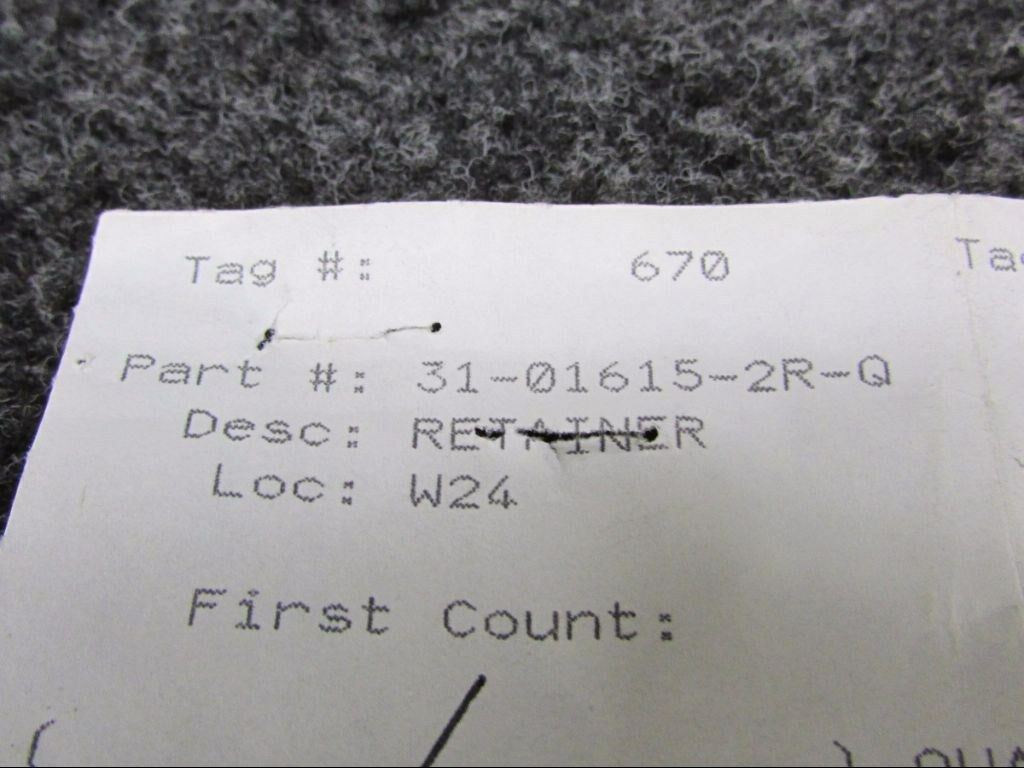 Tag #: 670
Part #: 31-01615-2R-Q
Desc: RETAINER
Loc: W24
First Count:
( )